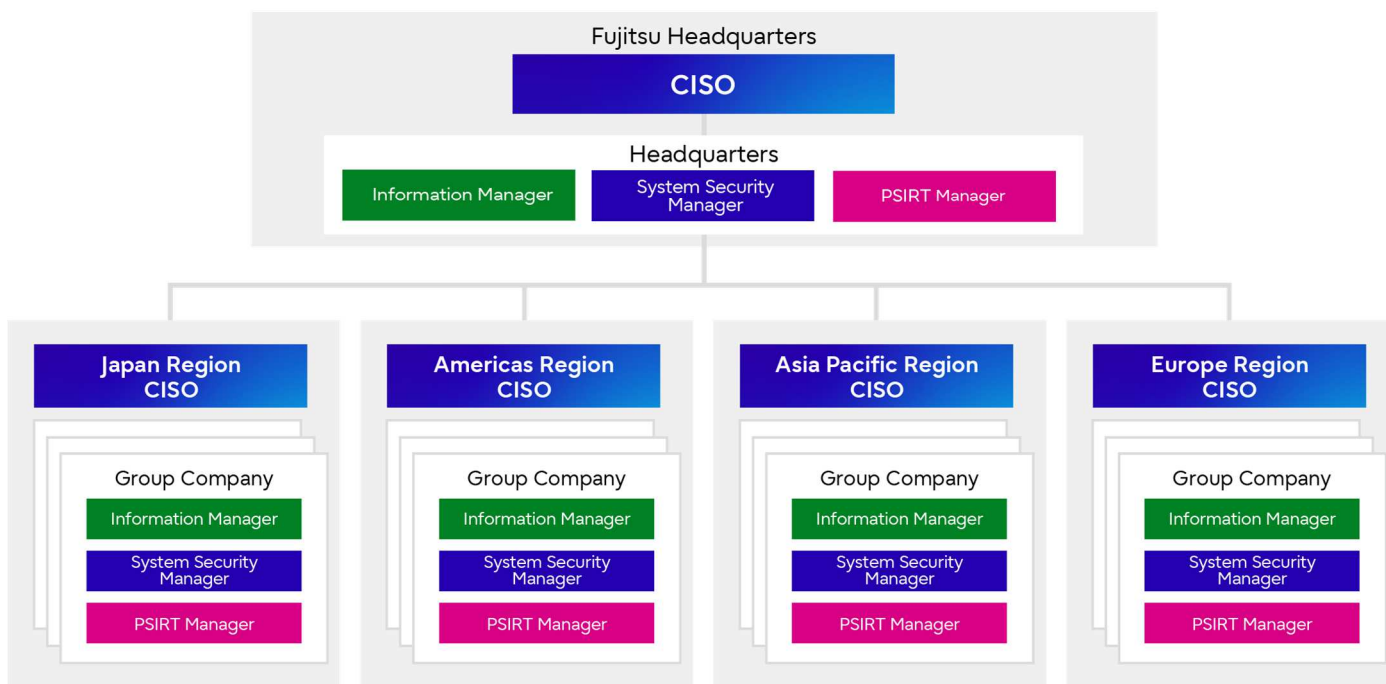 Fujitsu Headquarters
CISO
Headquarters
Information Manager
System Security
Manager
PSIRT Manager
Japan Region
CISO
Group Company
Information Manager
System Security
Manager
PSIRT Manager
Americas Region
CISO
Group Company
Information Manager
System Security
Manager
PSIRT Manager
Asia Pacific Region
CISO
Group Company
Information Manager
System Security
Manager
PSIRT Manager
Europe Region
CISO
Group Company
Information Manager
System Security
Manager
PSIRT Manager